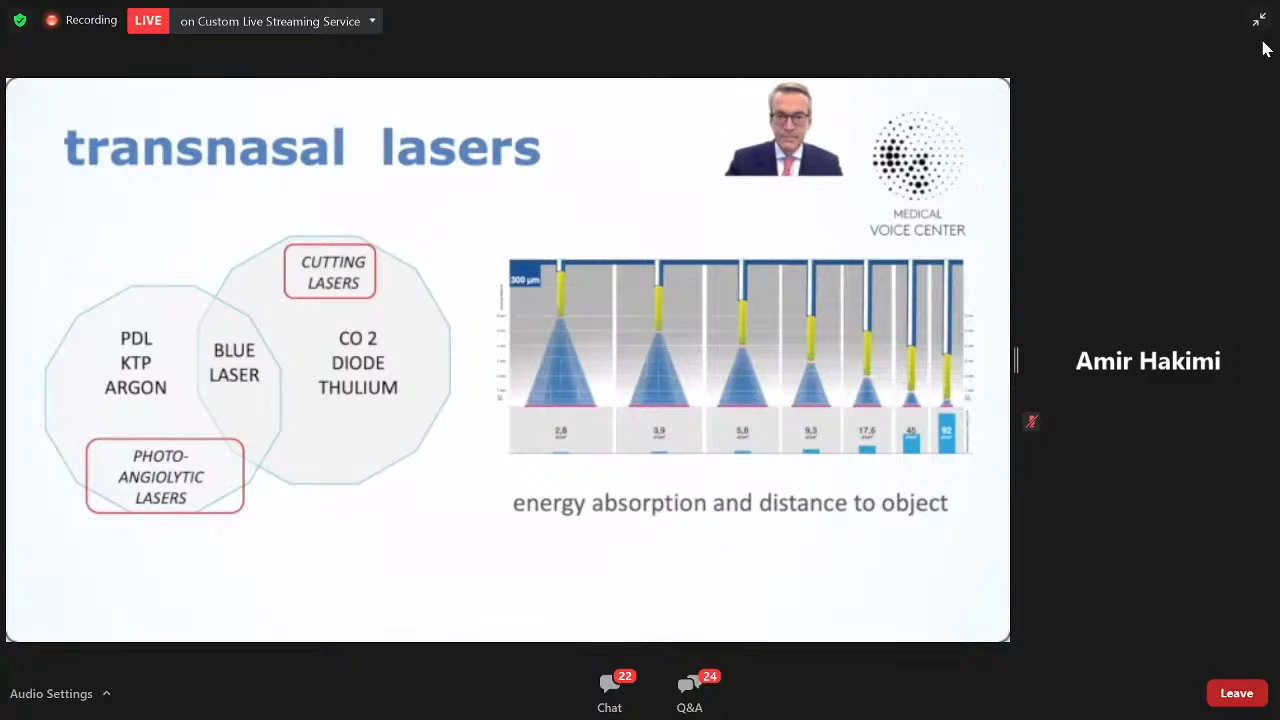 Recording
LIVE
on Custom Live Streaming Service
transnasal lasers
MEDICAL
VOICE CENTER
CUTTING
LASERS
PDL
KTP
ARGON
BLUE
LASER
CO 2
DIODE
THULIUM
PHOTO-
ANGIOLYTIC
LASERS
300 µm
2,8
3,9
5,8
9,3
17,6
45
92
energy absorption and distance to object
Amir Hakimi
Audio Settings
22
Chat
24
Q&A
Leave